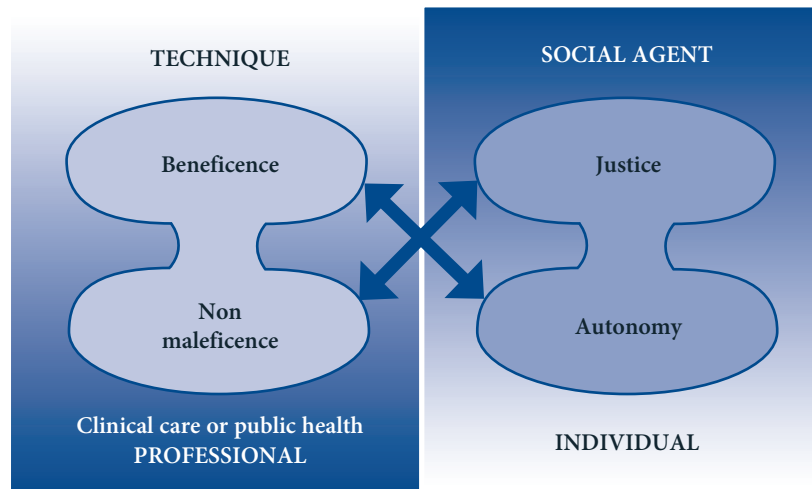 TECHNIQUE
Beneficence
Non
maleficence
Clinical care or public health
PROFESSIONAL
SOCIAL AGENT
Justice
Autonomy
INDIVIDUAL